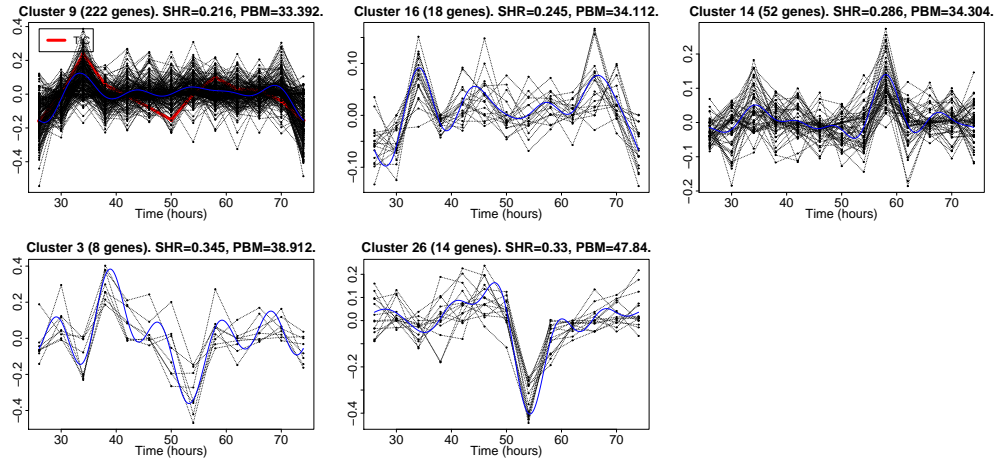 Cluster 9 (222 genes). SHR=0.216, PBM=33.392.
Cluster 16 (18 genes). SHR=0.245, PBM=34.112.
Cluster 14 (52 genes). SHR=0.286, PBM=34.304.
0.4
0.2
0.0
−0.2
−0.4
30 40 50 60 70
Time (hours)
0.10
0.00
−0.10
30 40 50 60 70
Time (hours)
0.2
0.1
0.0
−0.1
−0.2
30 40 50 60 70
Time (hours)
Cluster 3 (8 genes). SHR=0.345, PBM=38.912.
Cluster 26 (14 genes). SHR=0.33, PBM=47.84.
0.4
0.2
0.0
−0.2
−0.4
30 40 50 60 70
Time (hours)
0.2
0.0
−0.2
−0.4
30 40 50 60 70
Time (hours)